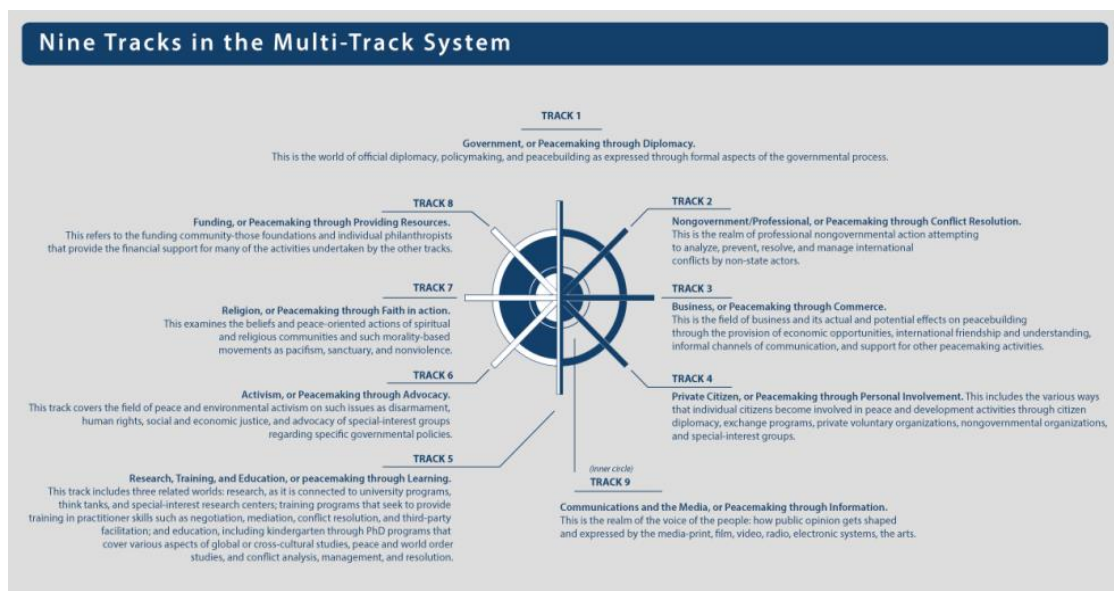 Nine Tracks in the Multi-Track System
TRACK 1
Government, or Peacemaking through Diplomacy.
This is the world of official diplomacy, policymaking, and peacebuilding as expressed through formal aspects of the governmental process.
TRACK 2
Nongovernment/Professional, or Peacemaking through Conflict Resolution.
This is the realm of professional nongovernmental action attempting
to analyze, prevent, resolve, and manage international
conflicts by non-state actors.
TRACK 3
Business, or Peacemaking through Commerce.
This is the field of business and its actual and potential effects on peacebuilding
through the provision of economic opportunities, international friendship and understanding,
informal channels of communication, and support for other peacemaking activities.
TRACK 4
Private Citizen, or Peacemaking through Personal Involvement. This includes the various ways
that individual citizens become involved in peace and development activities through citizen
diplomacy, exchange programs, private voluntary organizations, nongovernmental organizations,
and special-interest groups.
TRACK 5
Research, Training, and Education, or peacemaking through Learning.
This track includes three related worlds: research, as it is connected to university programs,
think tanks, and special-interest research centers; training programs that seek to provide
training in practitioner skills such as negotiation, mediation, conflict resolution, and third-party
facilitation; and education, including kindergarten through PhD programs that
cover various aspects of global or cross-cultural studies, peace and world order
studies, and conflict analysis, management, and resolution.
TRACK 6
Activism, or Peacemaking through Advocacy.
This track covers the field of peace and environmental activism on such issues as disarmament,
human rights, social and economic justice, and advocacy of special-interest groups
regarding specific governmental policies.
TRACK 7
Religion, or Peacemaking through Faith in action.
This examines the beliefs and peace-oriented actions of spiritual
and religious communities and such morality-based
movements as pacifism, sanctuary, and nonviolence.
TRACK 8
Funding, or Peacemaking through Providing Resources.
This refers to the funding community-those foundations and individual philanthropists
that provide the financial support for many of the activities undertaken by the other tracks.
(inner circle)
TRACK 9
Communications and the Media, or Peacemaking through Information.
This is the realm of the voice of the people: how public opinion gets shaped
and expressed by the media-print, film, video, radio, electronic systems, the arts.